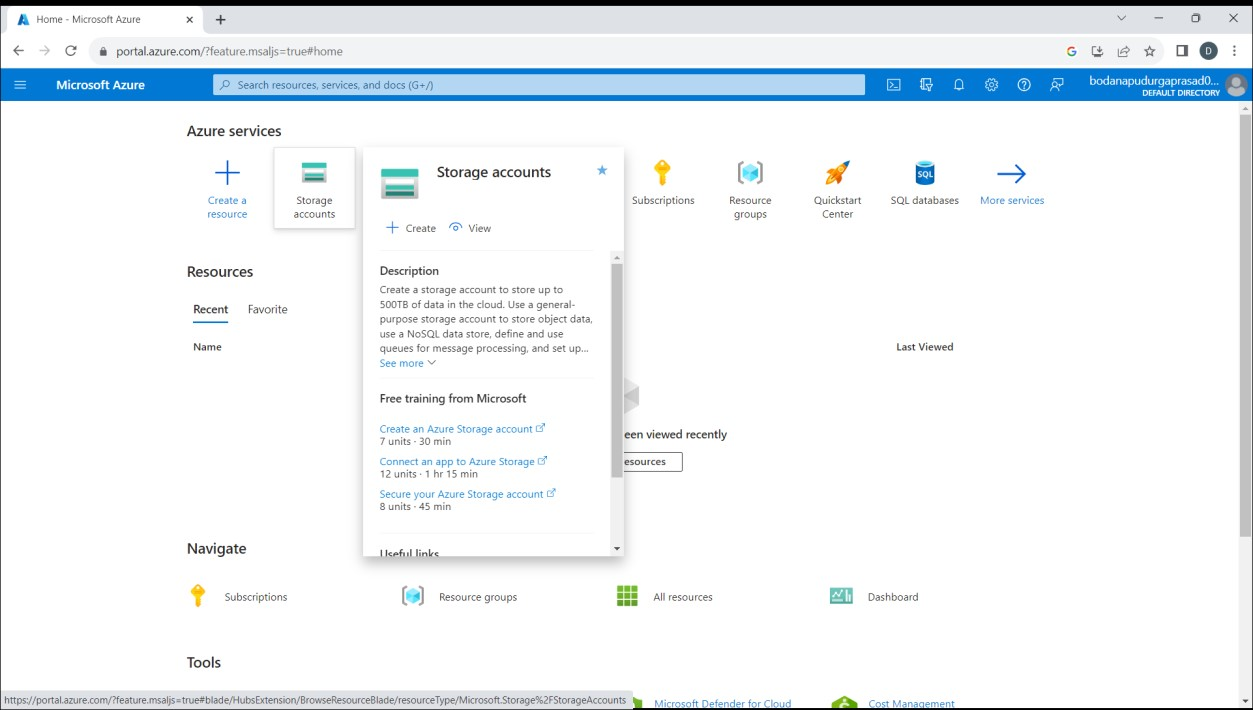 Home - Microsoft Azure
portal.azure.com/?feature.msaljs=true#home
D
Microsoft Azure
Search resources, services, and docs (G+/)
bodanapudurgaprasad0...
DEFAULT DIRECTORY
Azure services
Create a
resource
Storage
accounts
Storage accounts
Create
View
Description
Create a storage account to store up to
500TB of data in the cloud. Use a general-
purpose storage account to store object data,
use a NoSQL data store, define and use
queues for message processing, and set up...
See more
Free training from Microsoft
Create an Azure Storage account
7 units · 30 min
Connect an app to Azure Storage
12 units · 1 hr 15 min
Secure your Azure Storage account
8 units · 45 min
Useful links
Subscriptions
Resource
groups
Quickstart
Center
SQL
SQL databases
More services
Resources
Recent
Favorite
Name
Last Viewed
een viewed recently
esources
Navigate
Subscriptions
Resource groups
All resources
Dashboard
Tools
Microsoft Defender for Cloud
Cost Management
https://portal.azure.com/?feature.msaljs=true#blade/HubsExtension/BrowseResourceBlade/resourceType/Microsoft.Storage%2FStorageAccounts